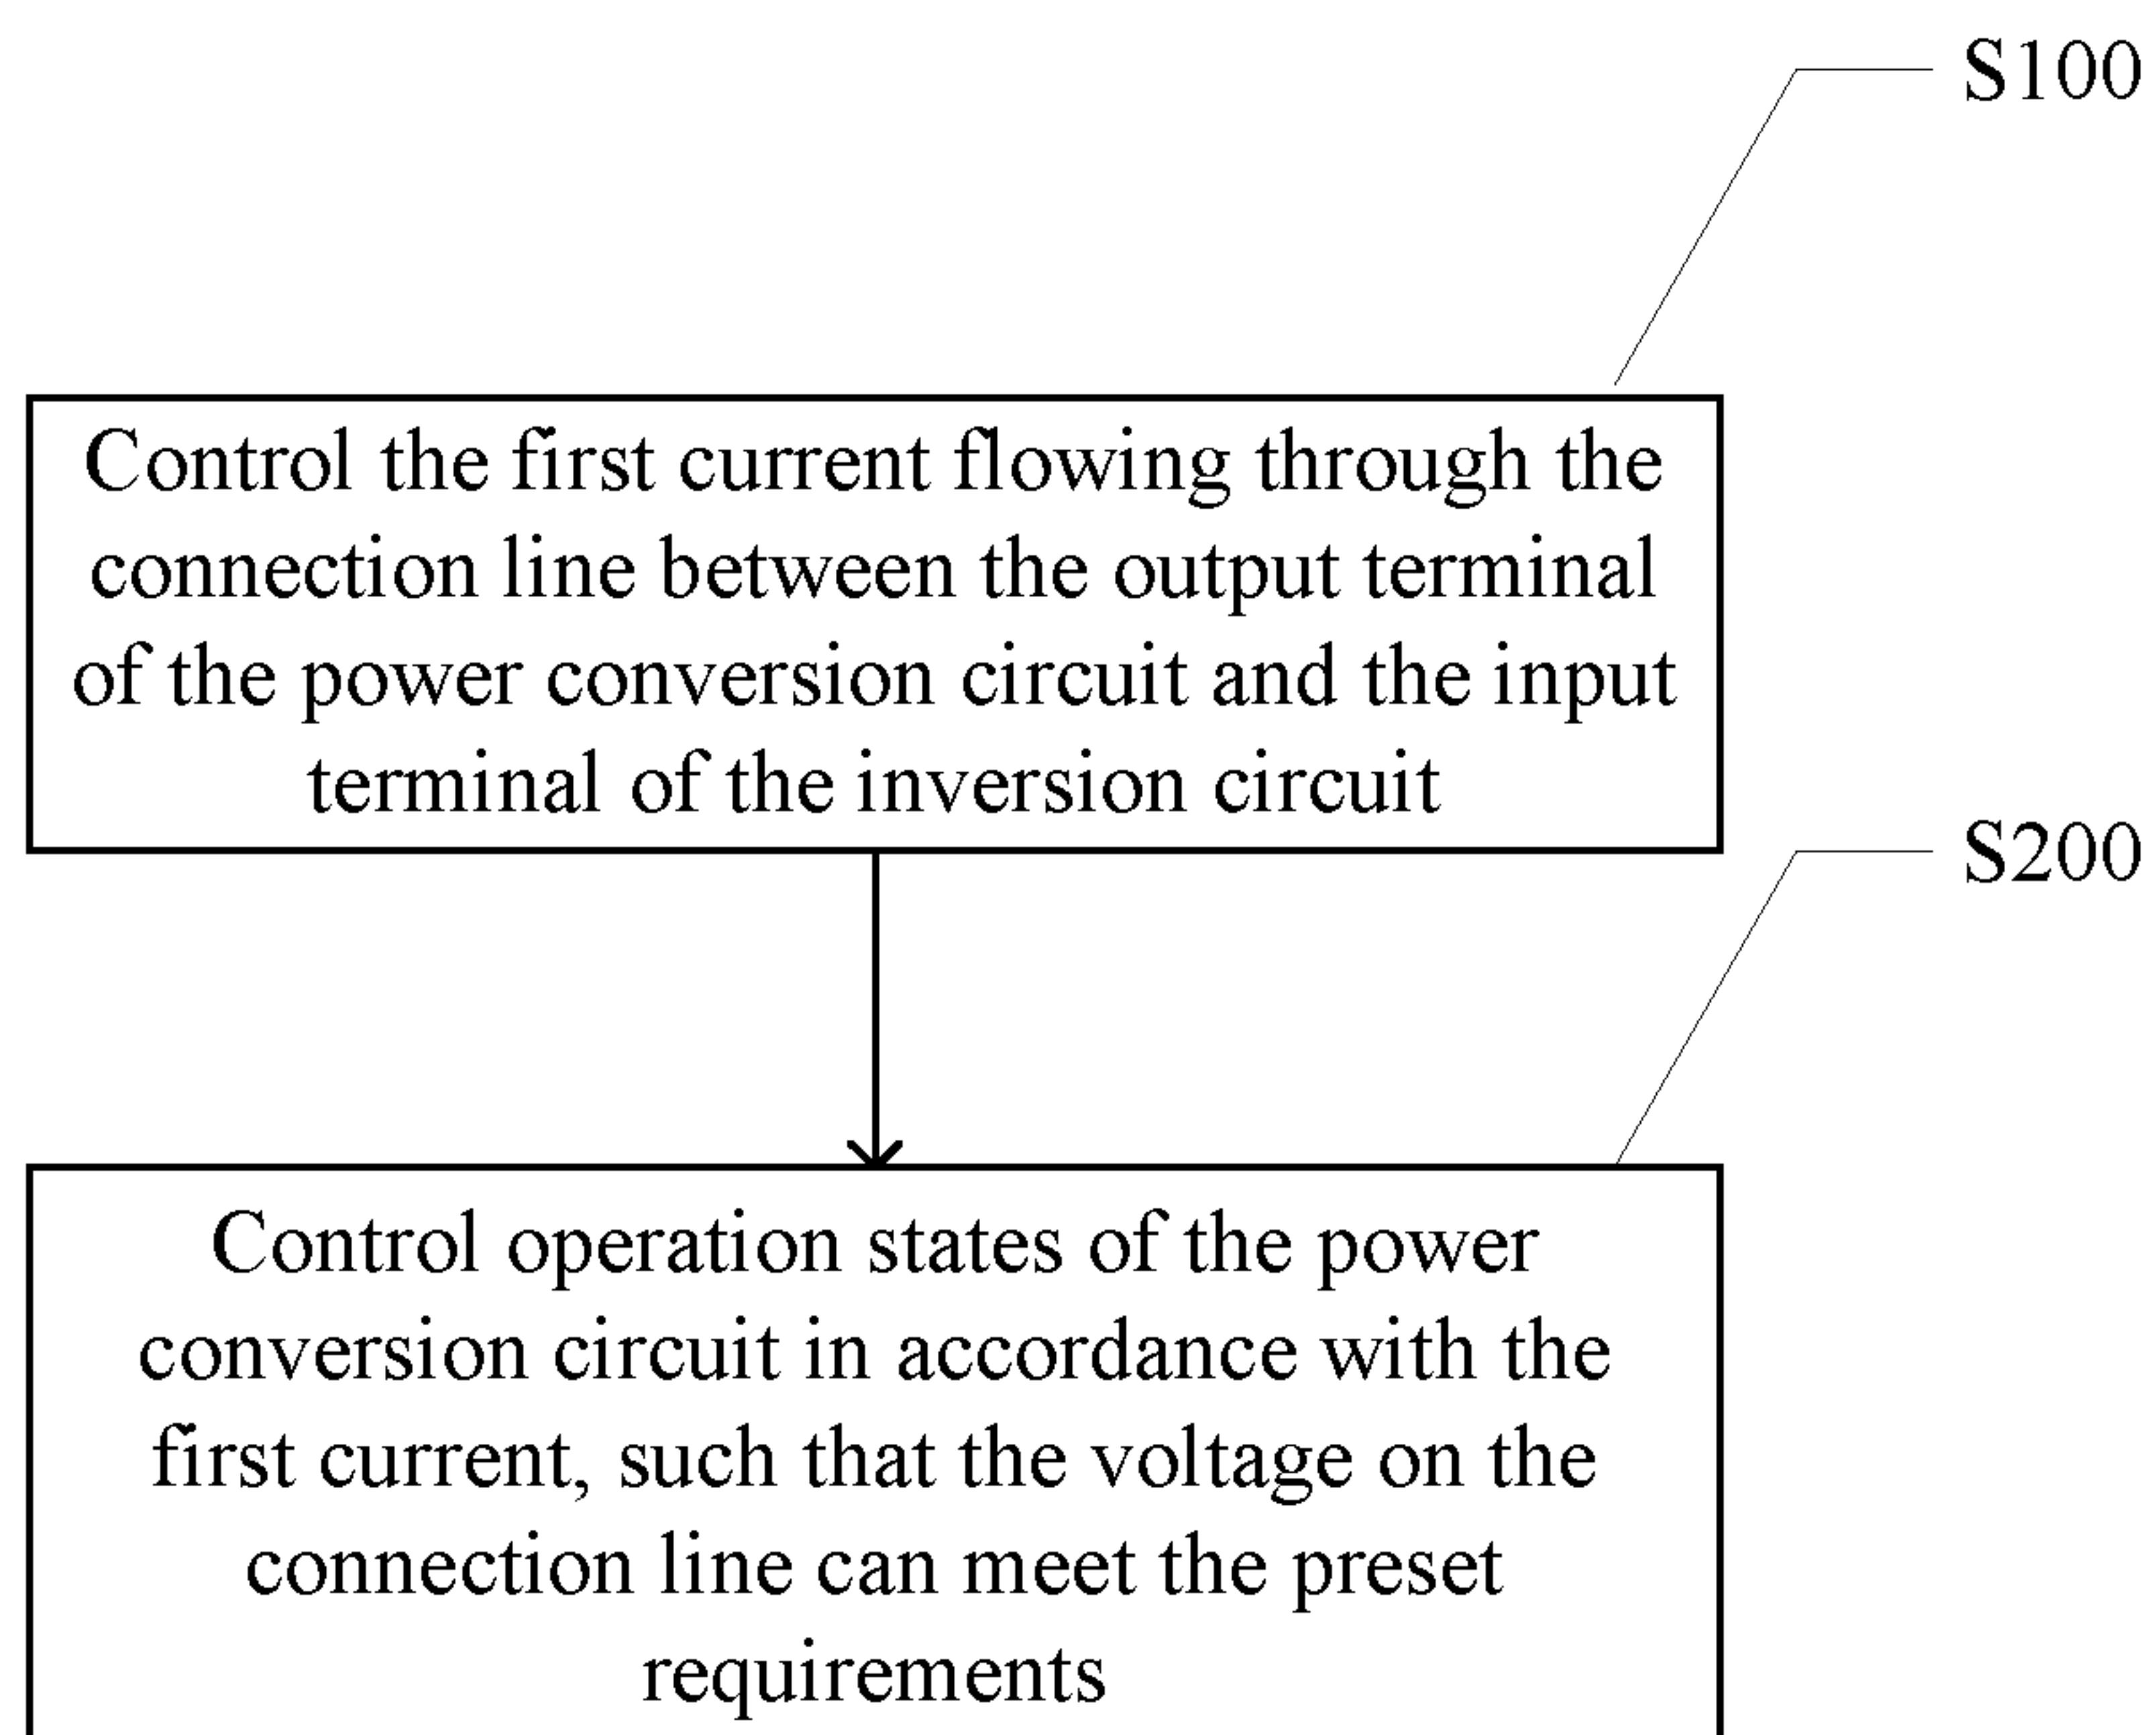 S100
Control the first current flowing through the
connection line between the output terminal
of the power conversion circuit and the input
terminal of the inversion circuit
S200
Control operation states of the power
conversion circuit in accordance with the
first current, such that the voltage on the
connection line can meet the preset
requirements